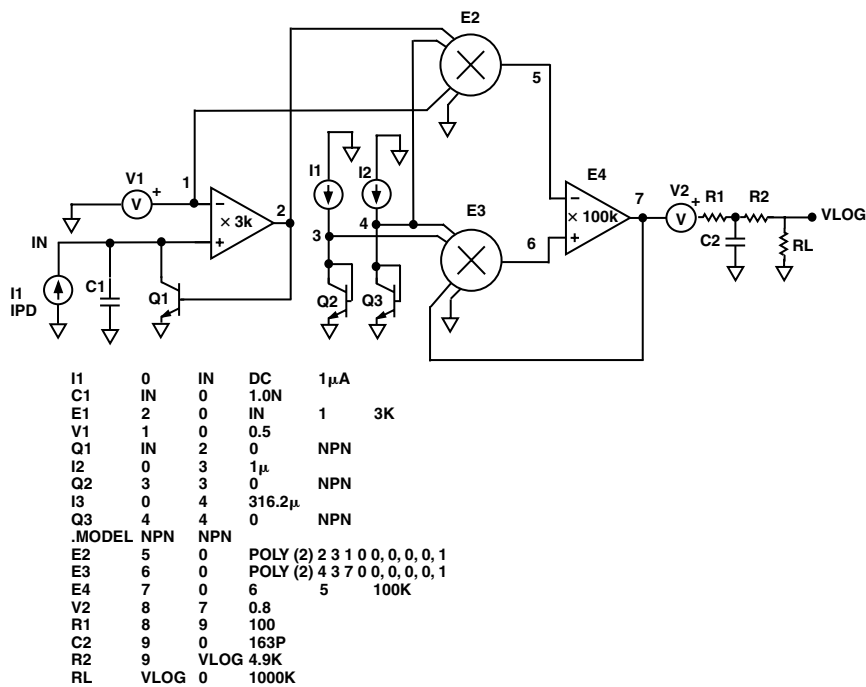 E2
5
V1
+
V
1
−
× 3k
+
2
IN
I1
IPD
C1
Q1
I1
I2
3
4
Q2
Q3
E3
6
E4
−
× 100k
+
7
V2
+
V
R1
R2
C2
RL
VLOG
I1 0 IN DC 1µA
C1 IN 0 1.0N
E1 2 0 IN 1 3K
V1 1 0 0.5
Q1 IN 2 0 NPN
I2 0 3 1µ
Q2 3 3 0 NPN
I3 0 4 316.2µ
Q3 4 4 0 NPN
.MODEL NPN NPN
E2 5 0 POLY (2) 2 3 1 0 0, 0, 0, 0, 1
E3 6 0 POLY (2) 4 3 7 0 0, 0, 0, 0, 1
E4 7 0 6 5 100K
V2 8 7 0.8
R1 8 9 100
C2 9 0 163P
R2 9 VLOG 4.9K
RL VLOG 0 1000K